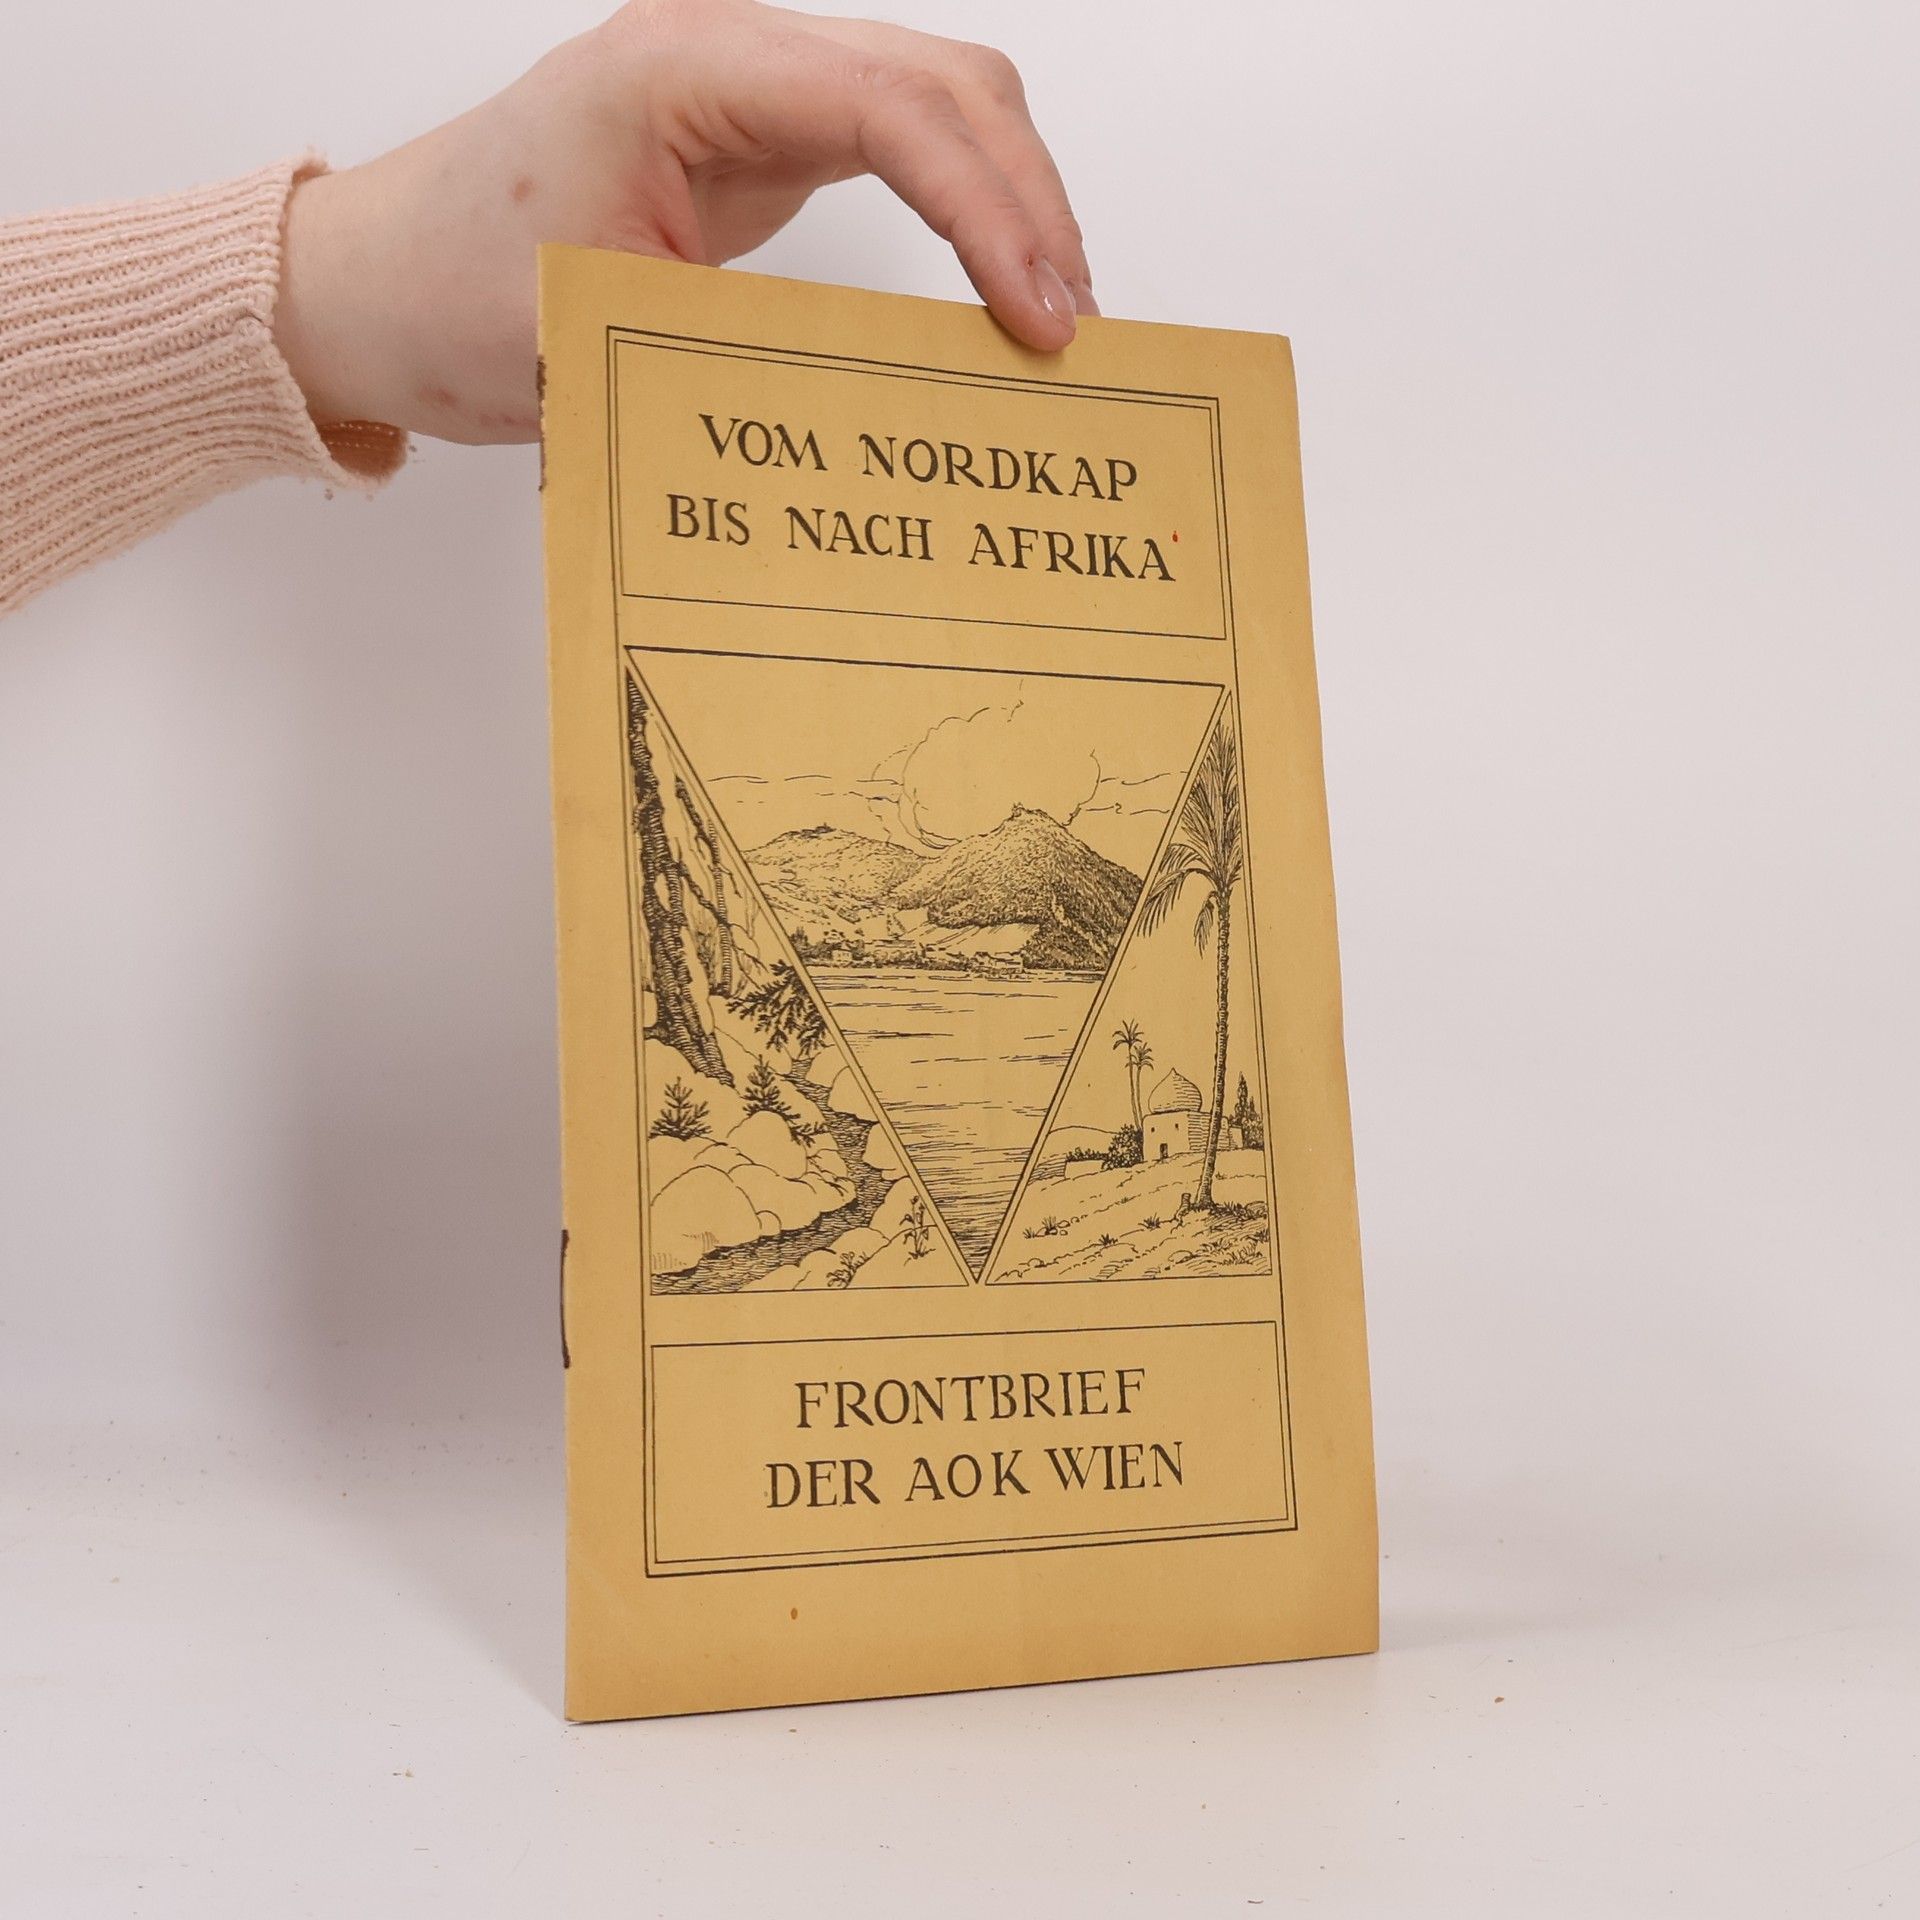 VOM NORDKAP
BIS NACH AFRIKA
FRONTBRIEF
DER AOK WIEN